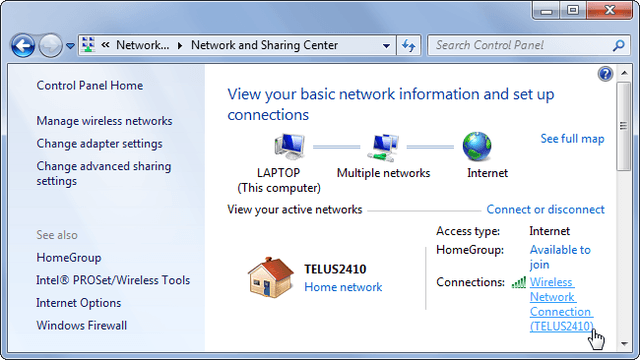 « Network... ▸ Network and Sharing Center
Search Control Panel
Control Panel Home
Manage wireless networks
Change adapter settings
Change advanced sharing
settings
See also
HomeGroup
Intel® PROSet/Wireless Tools
Internet Options
Windows Firewall
View your basic network information and set up
connections
See full map
LAPTOP
(This computer)
Multiple networks
Internet
View your active networks
Connect or disconnect
TELUS2410
Home network
Access type: Internet
HomeGroup: Available to
join
Connections: Wireless
Network
Connection
(TELUS2410)